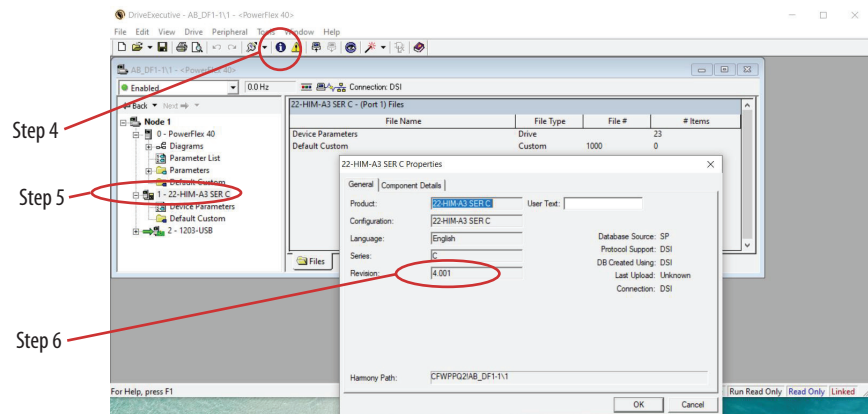 DriveExecutive - AB_DF1-1\1 - <PowerFlex 40>
File Edit View Drive Peripheral Tools Window Help
AB_DF1-1\1 - <PowerFlex 40>
Enabled 0.0 Hz Connection: DSI
Back Next
22-HIM-A3 SER C - (Port 1) Files
Step 4
Node 1
0 - PowerFlex 40
Diagrams
Parameter List
Parameters
Default Custom
Step 5
1 - 22-HIM-A3 SER C
Device Parameters
Default Custom
2 - 1203-USB
File Name File Type File # # Items
Device Parameters Drive 23
Default Custom Custom 1000 0
Files
22-HIM-A3 SER C Properties
General Component Details
Product: 22-HIM-A3 SER C User Text:
Configuration: 22-HIM-A3 SER C
Language: English Database Source: SP
Protocol Support: DSI
Series: C DB Created Using: DSI
Revision: 4.001 Last Upload: Unknown
Connection: DSI
Step 6
Harmony Path: CFWPPQ2!AB_DF1-1\1
For Help, press F1 Run Read Only Read Only Linked
OK Cancel